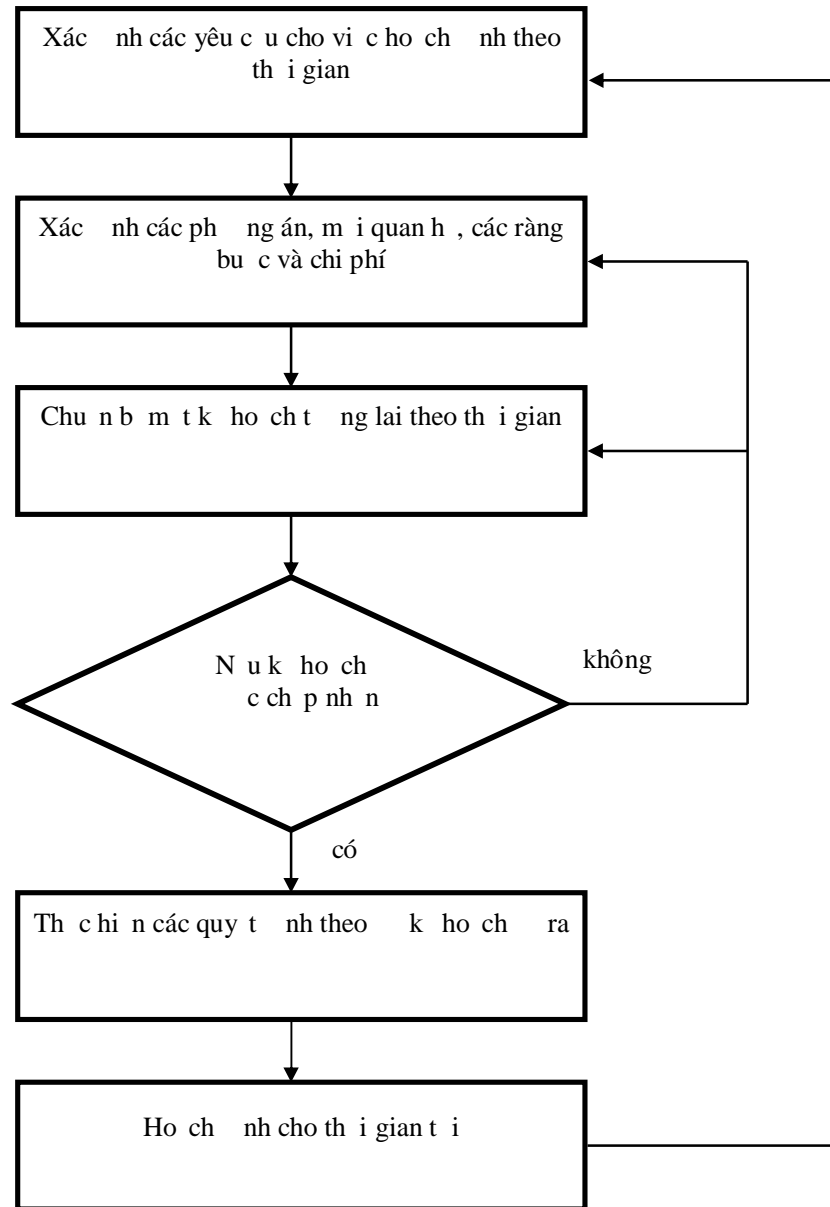 Xác nh các yêu c u cho vi c ho ch nh theo
th i gian
Xác nh các ph ng án, m i quan h , các ràng
bu c và chi phí
Chu n b m t k ho ch t ng lai theo th i gian
N u k ho ch
c ch p nh n
không
có
Th c hi n các quy t nh theo k ho ch ra
Ho ch nh cho th i gian t i